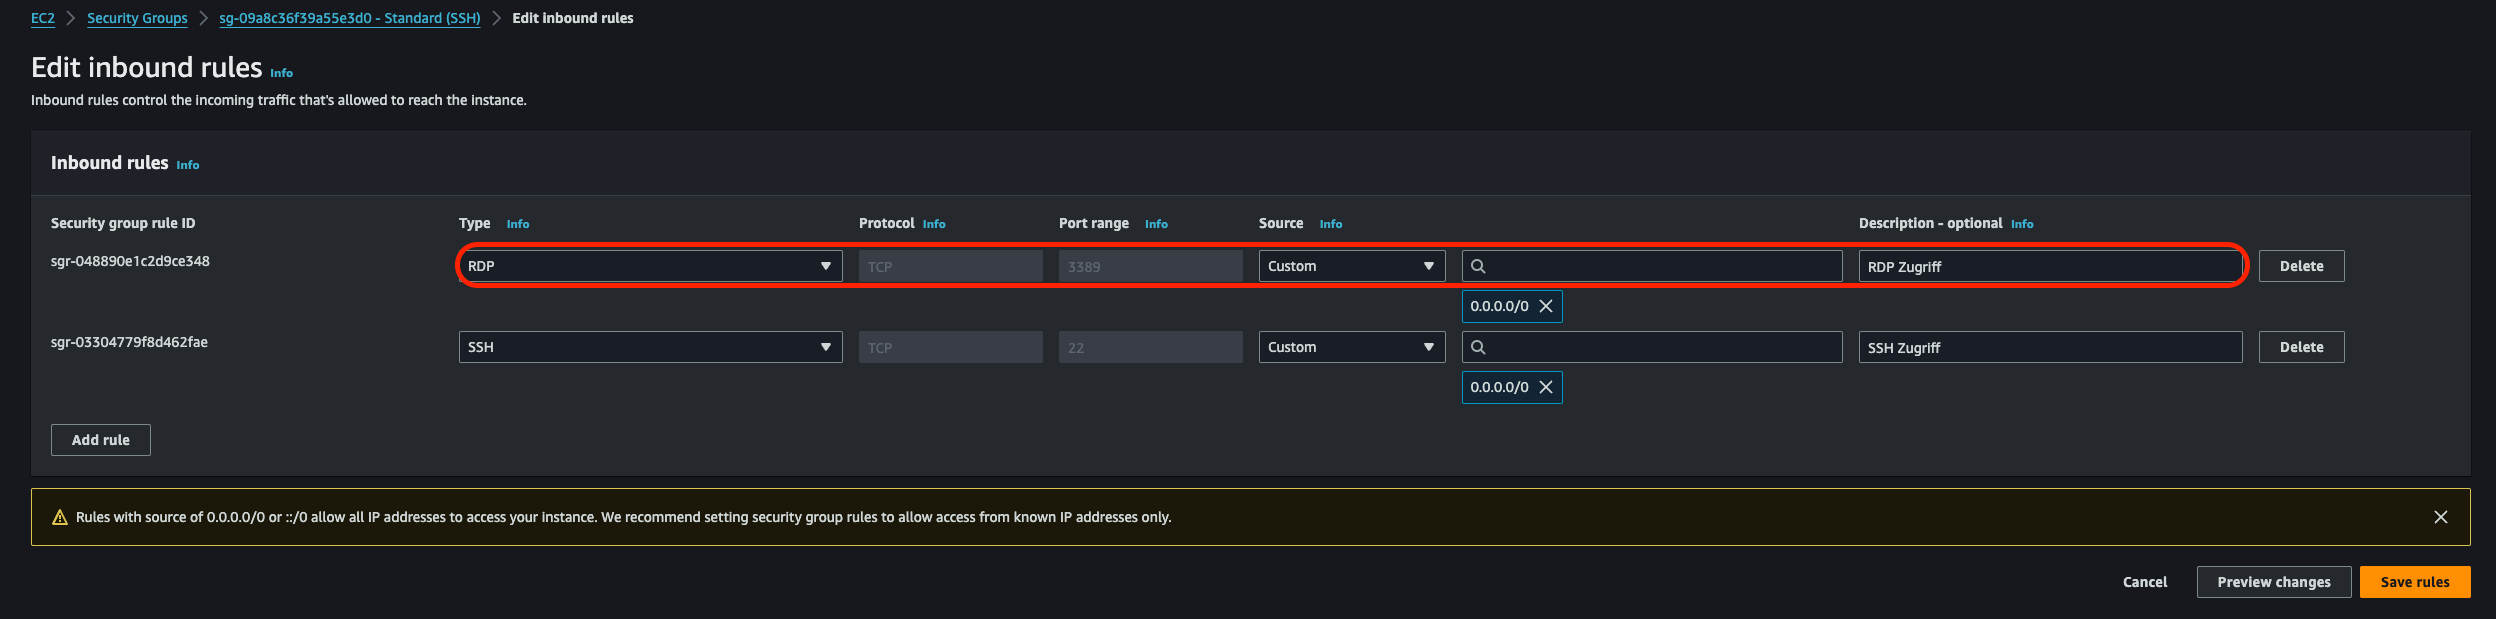 EC2 > Security Groups > sg-09a8c36f39a55e3d0 - Standard (SSH) > Edit inbound rules
Edit inbound rules Info
Inbound rules control the incoming traffic that's allowed to reach the instance.
Inbound rules Info
Security group rule ID Type Info Protocol Info Port range Info Source Info Description - optional Info
sgr-048890e1c2d9ce348 RDP TCP 3389 Custom RDP Zugriff Delete
0.0.0.0/0
sgr-03304779f8d462fae SSH TCP 22 Custom SSH Zugriff Delete
0.0.0.0/0
Add rule
Rules with source of 0.0.0.0/0 or ::/0 allow all IP addresses to access your instance. We recommend setting security group rules to allow access from known IP addresses only.
Cancel Preview changes Save rules